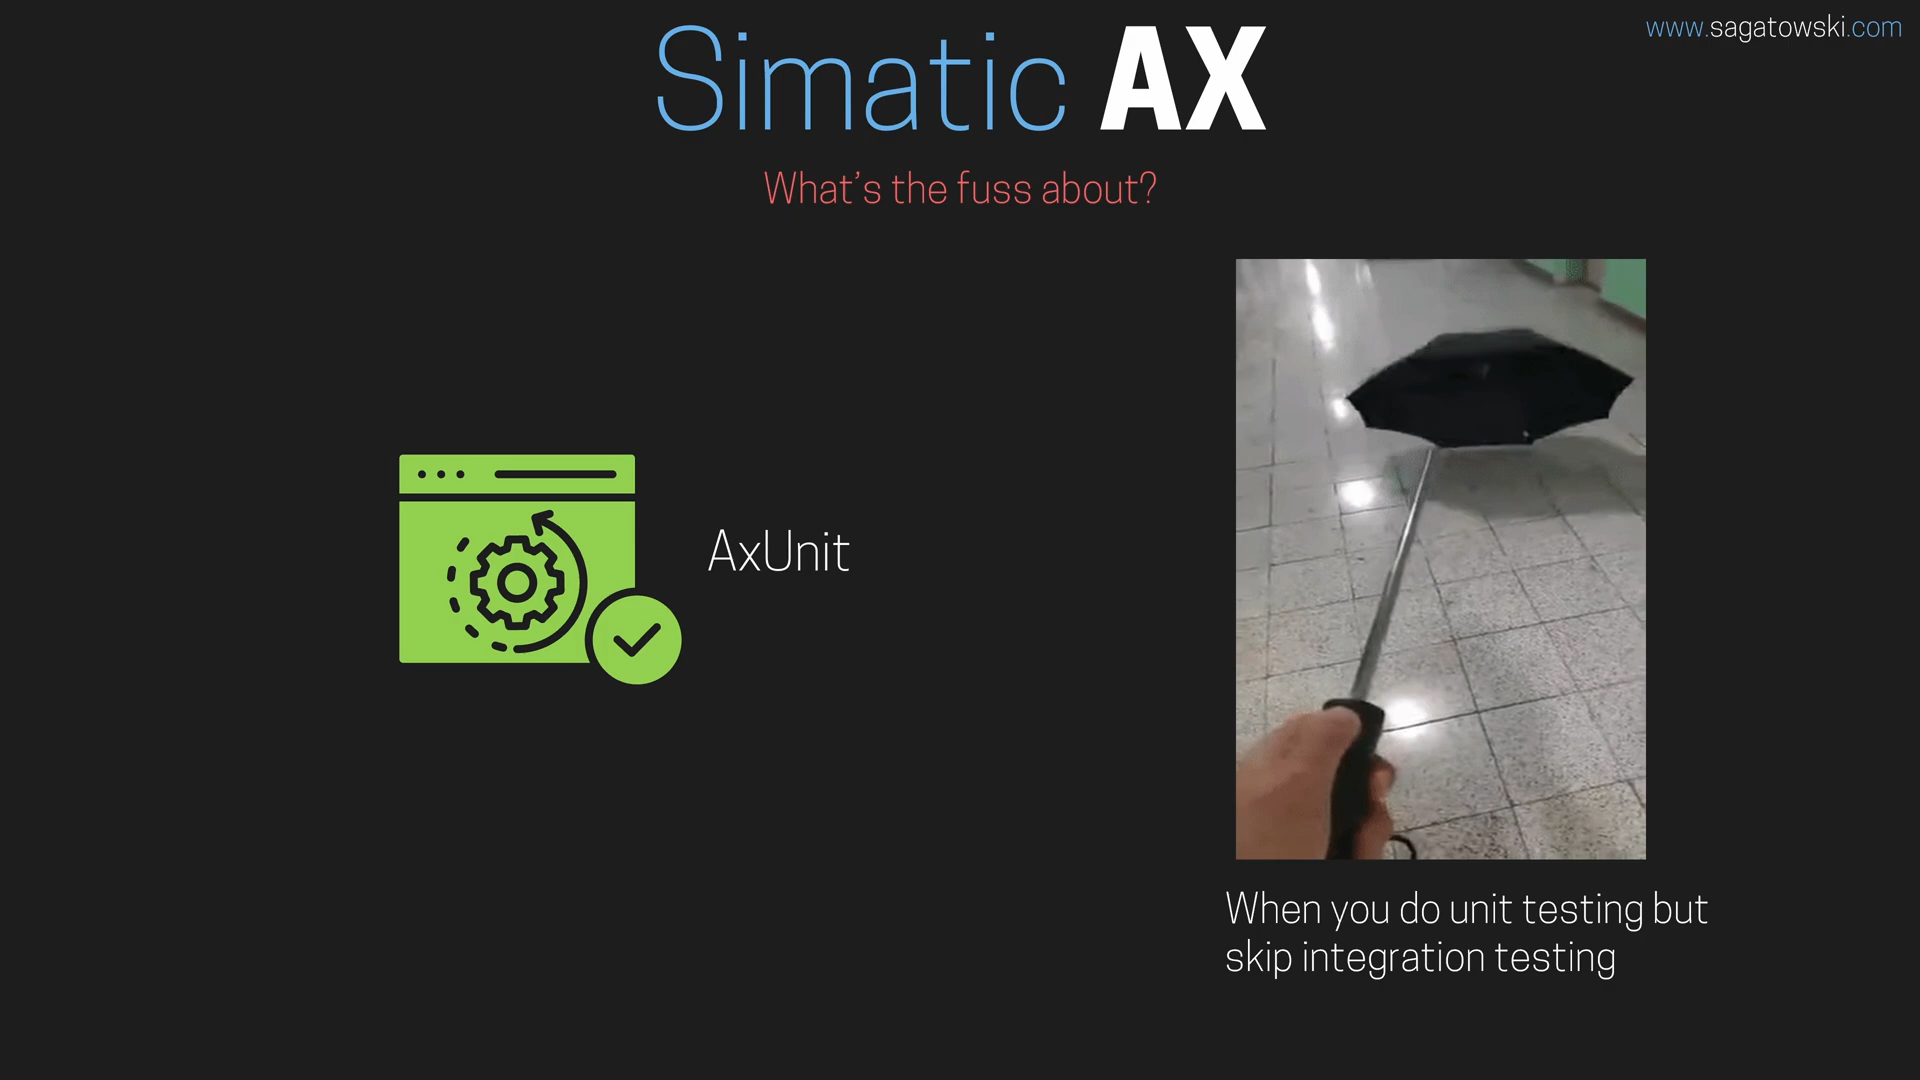 www.sagatowski.com
Simatic AX
What's the fuss about?
AxUnit
When you do unit testing but
skip integration testing